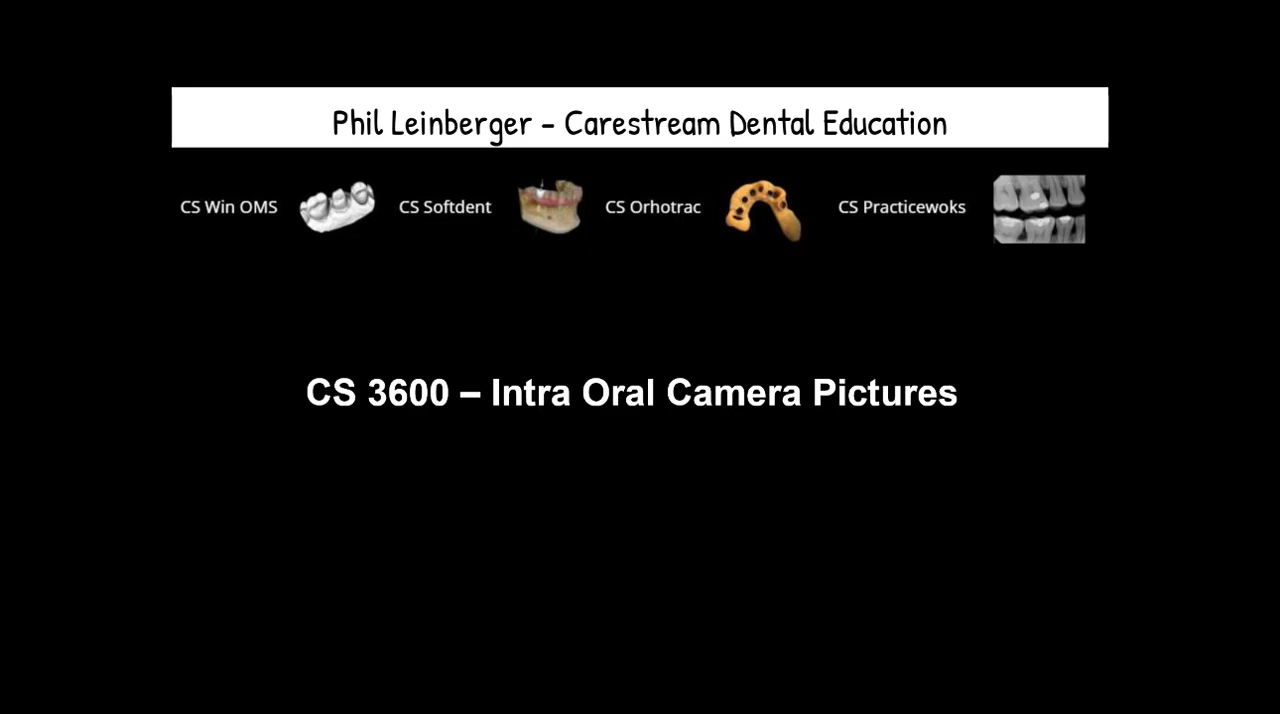 Phil Leinberger - Carestream Dental Education
CS Win OMS CS Softdent CS Orhotrac CS Practicewoks
CS 3600 – Intra Oral Camera Pictures